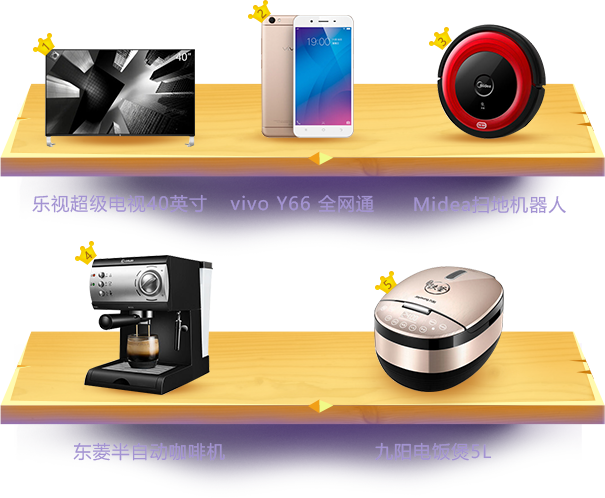 1
2
3
40"
Midea
乐视超级电视40英寸
vivo Y66 全网通
Midea扫地机器人
4
5
东菱半自动咖啡机
九阳电饭煲5L